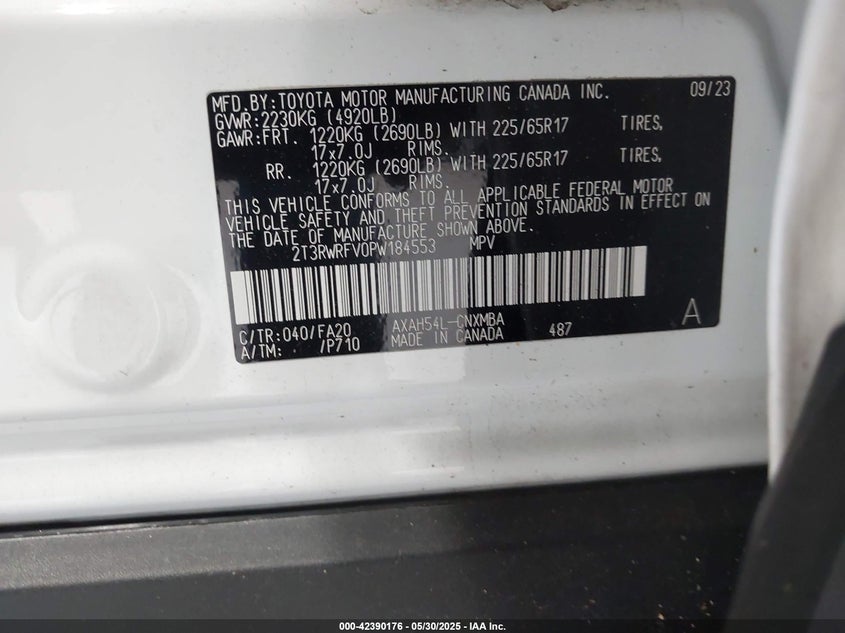 MFD.BY:TOYOTA MOTOR MANUFACTURING CANADA INC. 09/23
GVWR:2230KG (4920LB)
GAWR:FRT. 1220KG (2690LB) WITH 225/65R17 TIRES,
17x7.0J RIMS.
RR. 1220KG (2690LB) WITH 225/65R17 TIRES,
17x7.0J RIMS.
THIS VEHICLE CONFORMS TO ALL APPLICABLE FEDERAL MOTOR
VEHICLE SAFETY AND THEFT PREVENTION STANDARDS IN EFFECT ON
THE DATE OF MANUFACTURE SHOWN ABOVE.
2T3RWRFV0PW184553 MPV
C/TR:040/FA20 AXAH54L-CNXMBA 487 A
A/TM: /P710 MADE IN CANADA
000-42390176 - 05/30/2025 - IAA Inc.